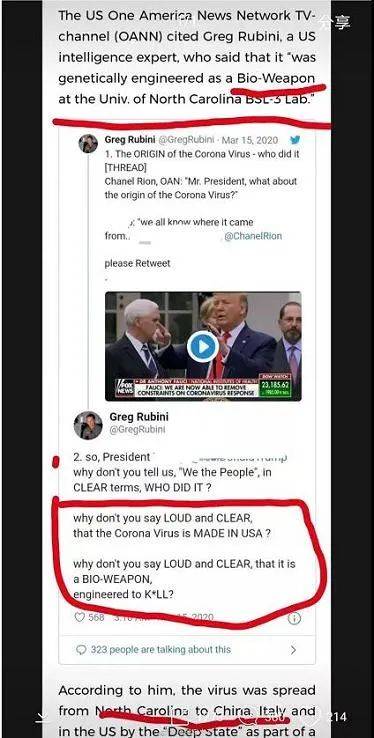 The US One America News Network TV-
channel (OANN) cited Greg Rubini, a US
intelligence expert, who said that it "was
genetically engineered as a Bio-Weapon
at the Univ. of North Carolina BSL-3 Lab."
分享
Greg Rubini @GregRubini · Mar 15, 2020
1. The ORIGIN of the Corona Virus - who did it
[THREAD]
Chanel Rion, OAN: "Mr. President, what about
the origin of the Corona Virus?"
: "we all know where it came
from.. @ChanelRion
please Retweet
.
FOX
NEWS
DR ANTHONY FAUCI | NATIONAL INSTITUTES OF HEALTH
FAUCI: WE ARE NOW ABLE TO REMOVE
CONSTRAINTS ON CORONAVIRUS RESPONSE
DOW WATCH
23,185.62
Greg Rubini
@GregRubini
2. so, President
why don't you tell us, "We the People", in
CLEAR terms, WHO DID IT ?
why don't you say LOUD and CLEAR,
that the Corona Virus is MADE IN USA ?
why don't you say LOUD and CLEAR, that it is
a BIO-WEAPON,
engineered to K*LL?
568 2020
323 people are talking about this
According to him, the virus was spread
from North Carolina to China, Italy and
214
in the US by the "Deep State" as part of a